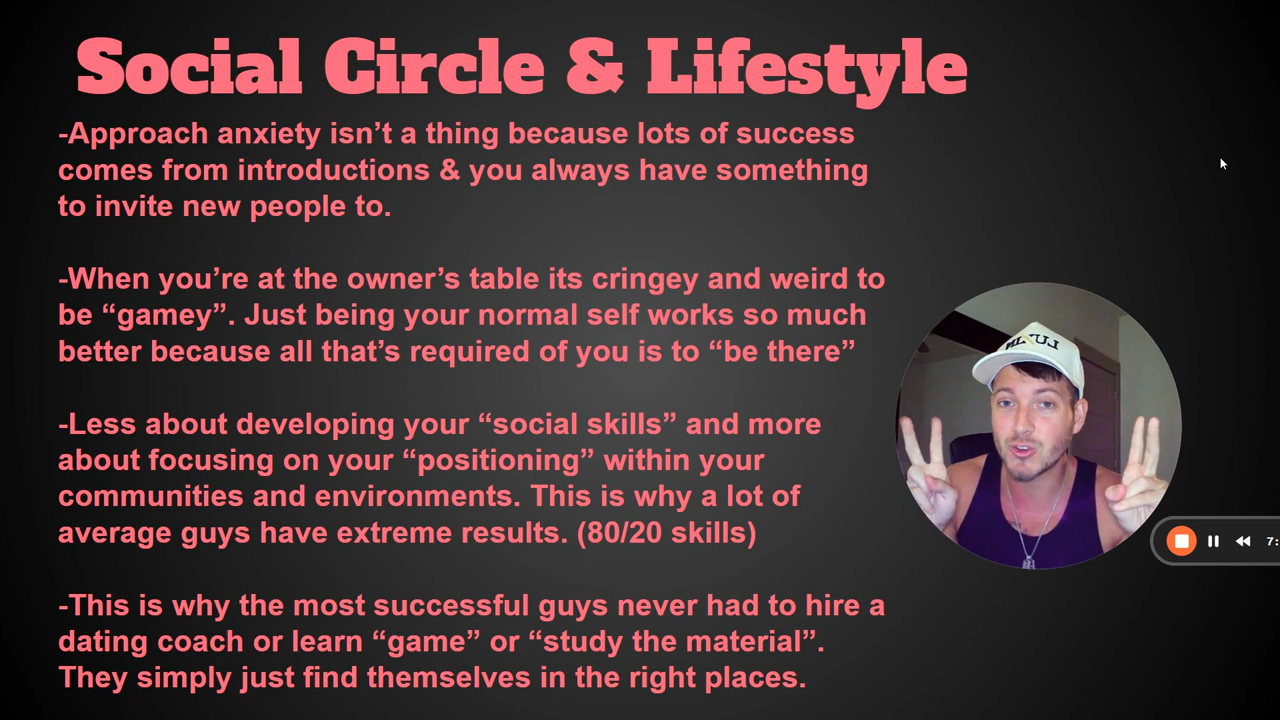 Social Circle & Lifestyle
-Approach anxiety isn’t a thing because lots of success
comes from introductions & you always have something
to invite new people to.
-When you’re at the owner’s table its cringey and weird to
be “gamey”. Just being your normal self works so much
better because all that’s required of you is to “be there”
-Less about developing your “social skills” and more
about focusing on your “positioning” within your
communities and environments. This is why a lot of
average guys have extreme results. (80/20 skills)
-This is why the most successful guys never had to hire a
dating coach or learn “game” or “study the material”.
They simply just find themselves in the right places.
7: